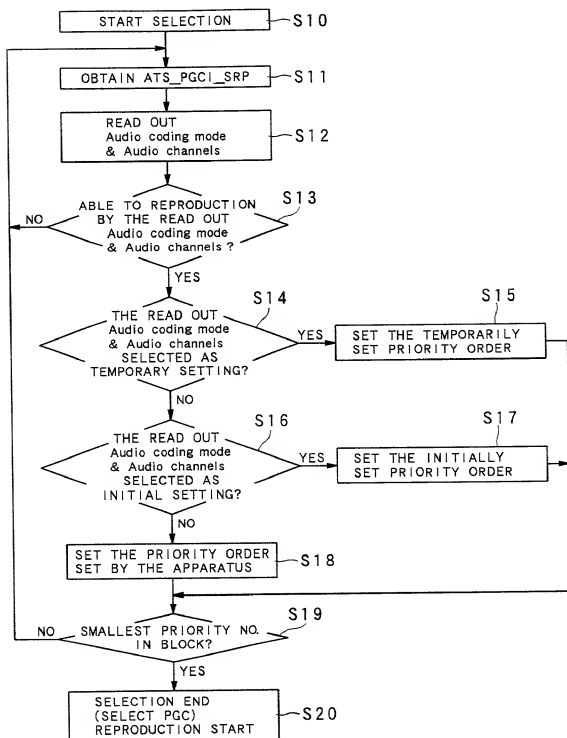 START SELECTION
S10
OBTAIN ATS_PGCI_SRP
S11
READ OUT
Audio coding mode
& Audio channels
S12
ABLE TO REPRODUCTION
BY THE READ OUT
Audio coding mode
& Audio channels?
S13
NO
YES
THE READ OUT
Audio coding mode
& Audio channels
SELECTED AS
TEMPORARY SETTING?
S14
YES
SET THE TEMPORARILY
SET PRIORITY ORDER
S15
NO
THE READ OUT
Audio coding mode
& Audio channels
SELECTED AS
INITIAL SETTING?
S16
YES
SET THE INITIALLY
SET PRIORITY ORDER
S17
NO
SET THE PRIORITY ORDER
SET BY THE APPARATUS
S18
SMALLEST PRIORITY NO.
IN BLOCK?
S19
NO
YES
SELECTION END
(SELECT PGC)
REPRODUCTION START
S20